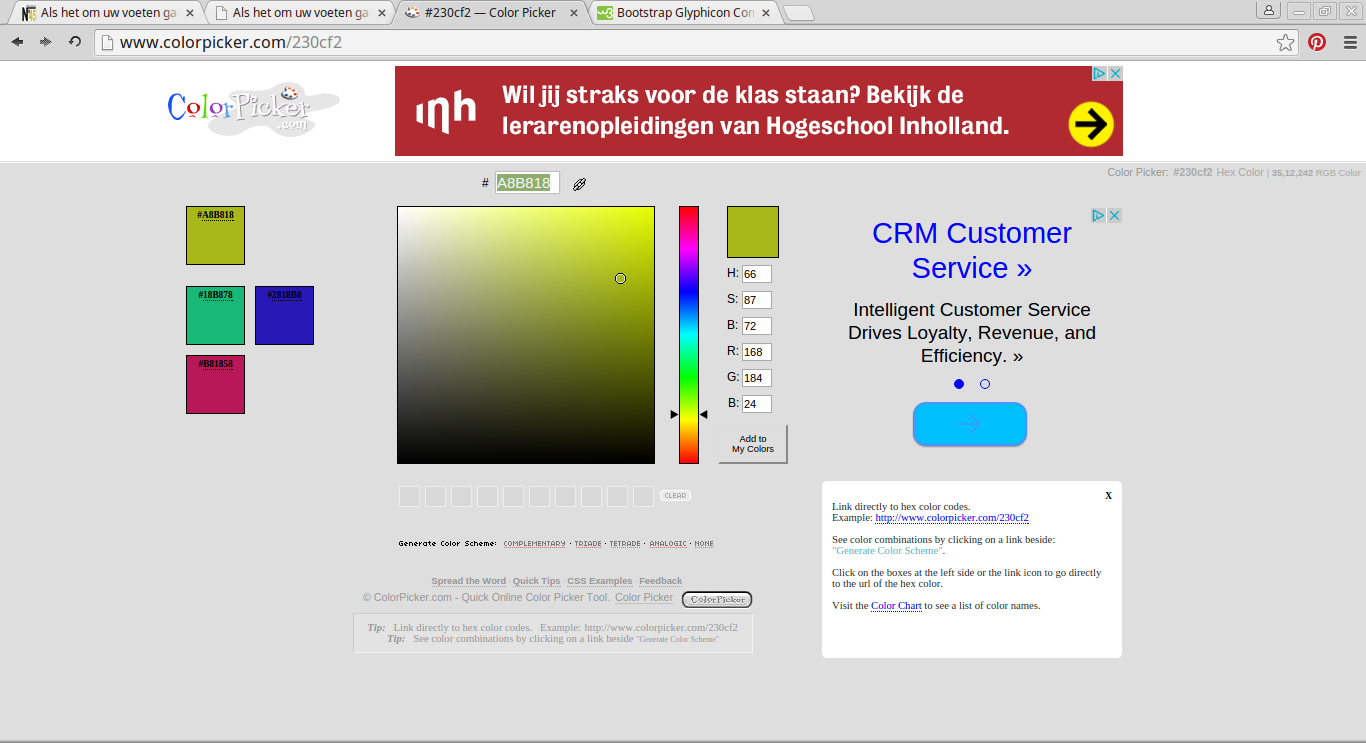 Als het om uw voeten ga
Als het om uw voeten ga
#230cf2 — Color Picker
Bootstrap Glyphicon Con
www.colorpicker.com/230cf2
ColorPicker
.com
inh
Wil jij straks voor de klas staan? Bekijk de
lerarenopleidingen van Hogeschool Inholland.
Color Picker: #230cf2 Hex Color | 35,12,242 RGB Color
# A8B818
#A8B818
#18B878
#2818B8
#B81858
H: 66
S: 87
B: 72
R: 168
G: 184
B: 24
Add to
My Colors
CRM Customer
Service »
Intelligent Customer Service
Drives Loyalty, Revenue, and
Efficiency. »
CLEAR
Generate Color Scheme: COMPLEMENTARY · TRIADE · TETRADE · ANALOGIC · NONE
X
Link directly to hex color codes.
Example: http://www.colorpicker.com/230cf2
See color combinations by clicking on a link beside:
"Generate Color Scheme".
Click on the boxes at the left side or the link icon to go directly
to the url of the hex color.
Visit the Color Chart to see a list of color names.
Spread the Word · Quick Tips · CSS Examples · Feedback
© ColorPicker.com - Quick Online Color Picker Tool. Color Picker ColorPicker
Tip: Link directly to hex color codes. Example: http://www.colorpicker.com/230cf2
Tip: See color combinations by clicking on a link beside "Generate Color Scheme"